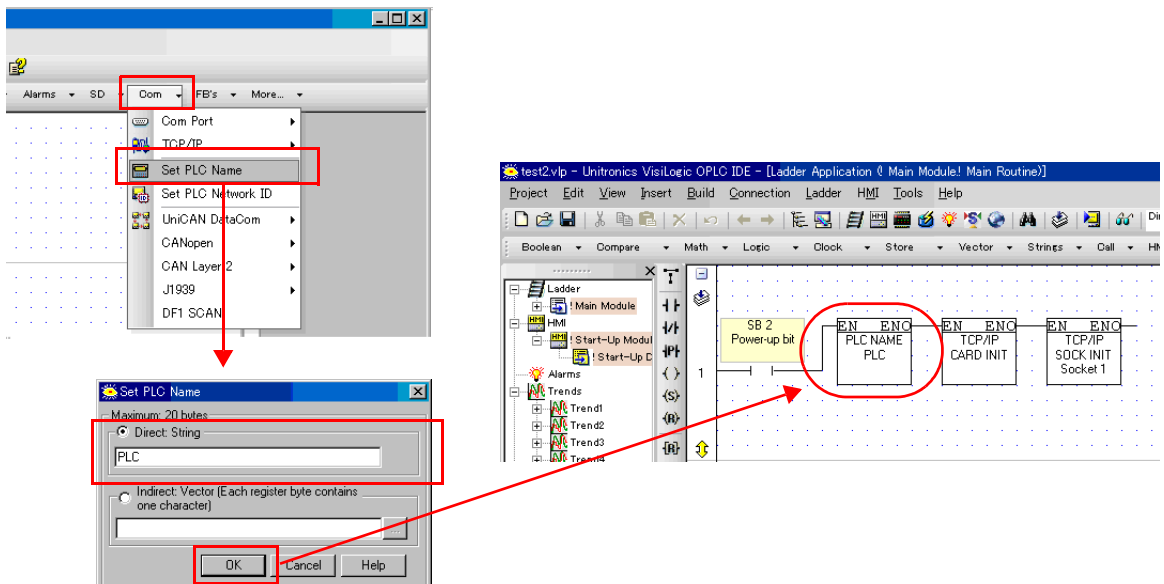 Alarms SD Com FB's More...
Com Port
TCP/IP
Set PLC Name
Set PLC Network ID
UniCAN DataCom
CANopen
CAN Layer 2
J1939
DF1 SCAN
Set PLC Name
Maximum: 20 bytes
Direct: String
PLC
Indirect: Vector (Each register byte contains
one character)
...
OK Cancel Help
test2.vlp - Unitronics VisiLogic OPLC IDE - [Ladder Application (! Main Module.! Main Routine)]
Project Edit View Insert Build Connection Ladder HMI Tools Help
Boolean Compare Math Logic Clock Store Vector Strings Call
Ladder
! Main Module
HMI
! Start-Up Modul
! Start-Up D
Alarms
Trends
Trend1
Trend2
Trend3
Trend4
1
SB 2
Power-up bit
EN ENO
PLC NAME
PLC
EN ENO
TCP/IP
CARD INIT
EN ENO
TCP/IP
SOCK INIT
Socket 1